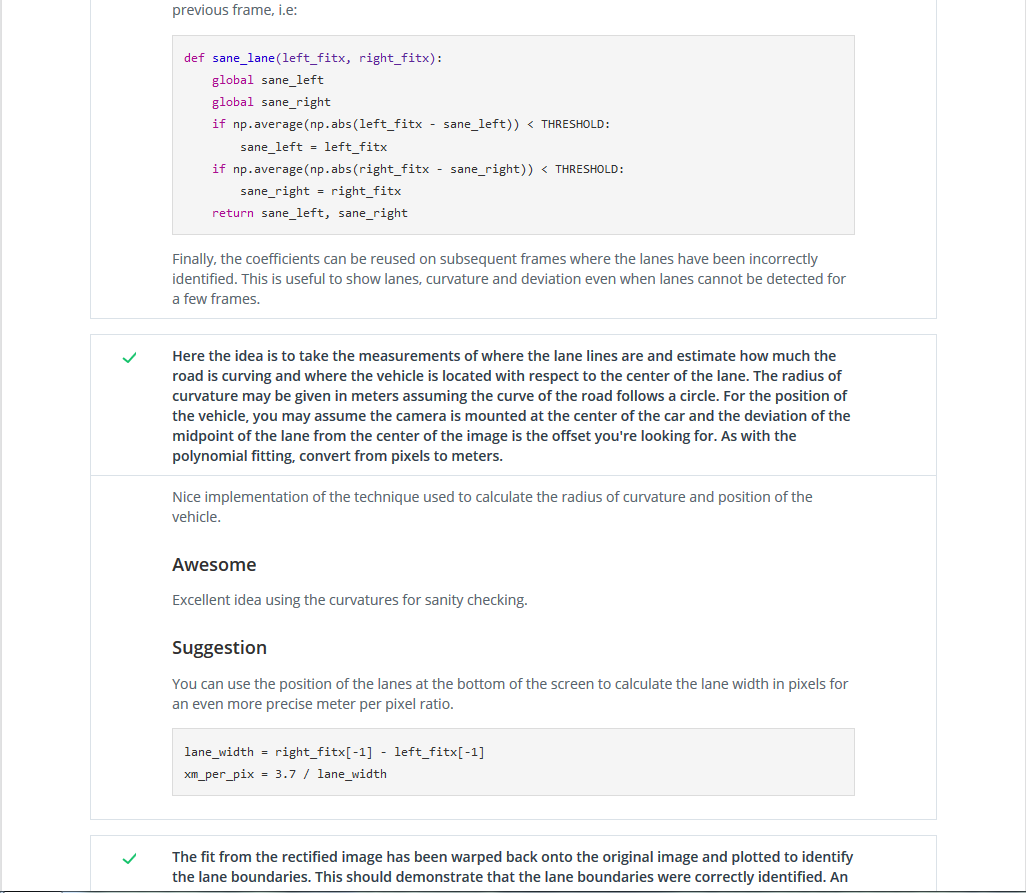 previous frame, i.e:
def sane_lane(left_fitx, right_fitx):
    global sane_left
    global sane_right
    if np.average(np.abs(left_fitx - sane_left)) < THRESHOLD:
        sane_left = left_fitx
    if np.average(np.abs(right_fitx - sane_right)) < THRESHOLD:
        sane_right = right_fitx
    return sane_left, sane_right
Finally, the coefficients can be reused on subsequent frames where the lanes have been incorrectly
identified. This is useful to show lanes, curvature and deviation even when lanes cannot be detected for
a few frames.
Here the idea is to take the measurements of where the lane lines are and estimate how much the
road is curving and where the vehicle is located with respect to the center of the lane. The radius of
curvature may be given in meters assuming the curve of the road follows a circle. For the position of
the vehicle, you may assume the camera is mounted at the center of the car and the deviation of the
midpoint of the lane from the center of the image is the offset you're looking for. As with the
polynomial fitting, convert from pixels to meters.
Nice implementation of the technique used to calculate the radius of curvature and position of the
vehicle.
Awesome
Excellent idea using the curvatures for sanity checking.
Suggestion
You can use the position of the lanes at the bottom of the screen to calculate the lane width in pixels for
an even more precise meter per pixel ratio.
lane_width = right_fitx[-1] - left_fitx[-1]
xm_per_pix = 3.7 / lane_width
The fit from the rectified image has been warped back onto the original image and plotted to identify
the lane boundaries. This should demonstrate that the lane boundaries were correctly identified. An